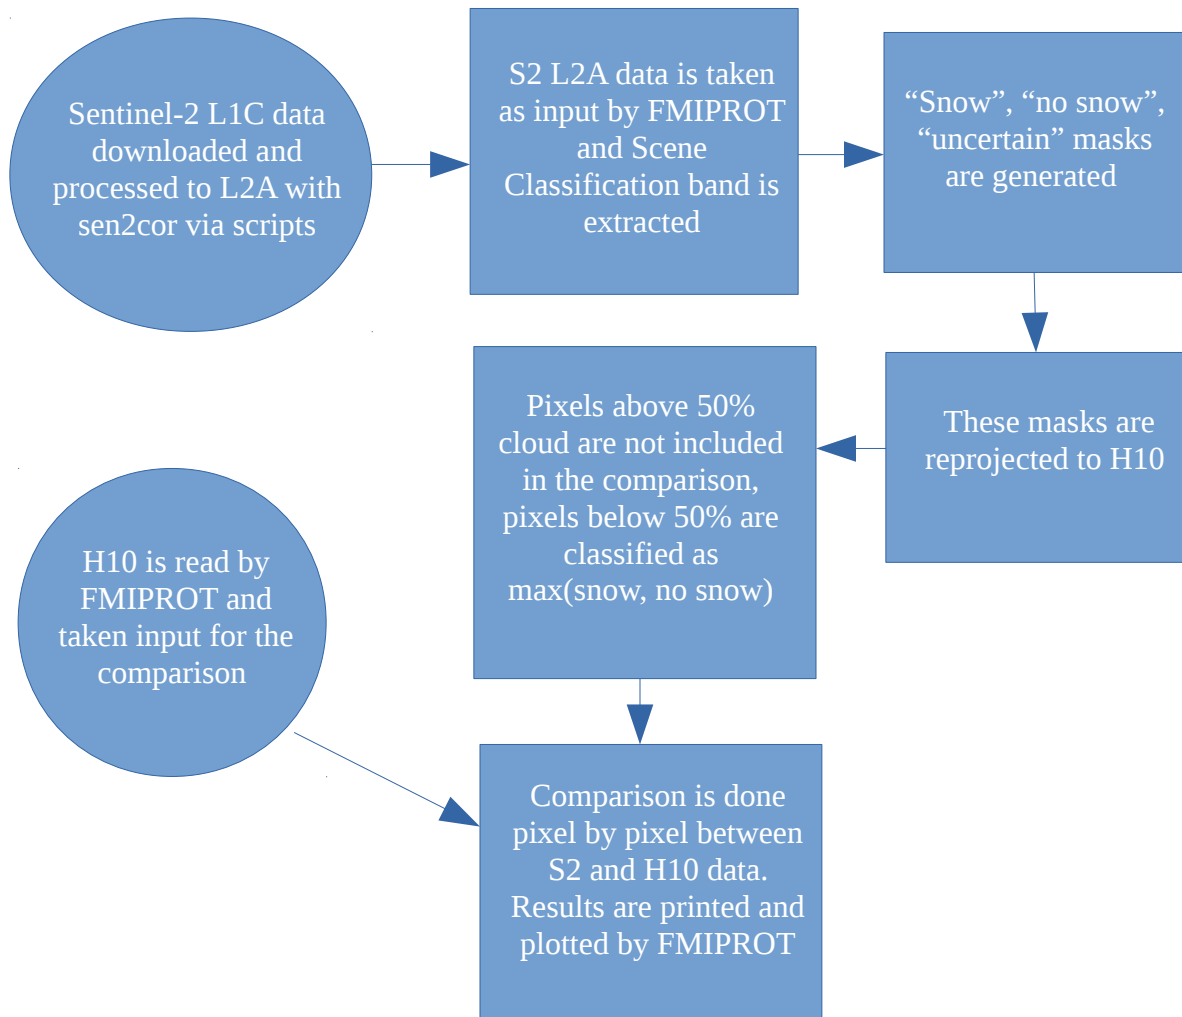 Sentinel-2 L1C data
downloaded and
processed to L2A with
sen2cor via scripts
S2 L2A data is taken
as input by FMIPROT
and Scene
Classification band is
extracted
“Snow”, “no snow”,
“uncertain” masks
are generated
These masks are
reprojected to H10
Pixels above 50%
cloud are not included
in the comparison,
pixels below 50% are
classified as
max(snow, no snow)
H10 is read by
FMIPROT and
taken input for the
comparison
Comparison is done
pixel by pixel between
S2 and H10 data.
Results are printed and
plotted by FMIPROT